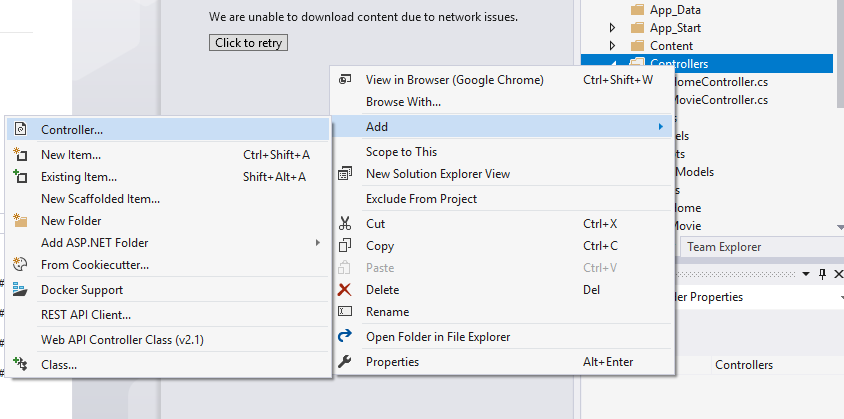 We are unable to download content due to network issues.
Click to retry
App_Data
App_Start
Content
Controllers
HomeController.cs
MovieController.cs
Models
Home
Movie
Team Explorer
Properties
Controllers
View in Browser (Google Chrome) Ctrl+Shift+W
Browse With...
Add
Scope to This
New Solution Explorer View
Exclude From Project
Cut Ctrl+X
Copy Ctrl+C
Paste Ctrl+V
Delete Del
Rename
Open Folder in File Explorer
Properties Alt+Enter
Controller...
New Item... Ctrl+Shift+A
Existing Item... Shift+Alt+A
New Scaffolded Item...
New Folder
Add ASP.NET Folder
From Cookiecutter...
Docker Support
REST API Client...
Web API Controller Class (v2.1)
Class...